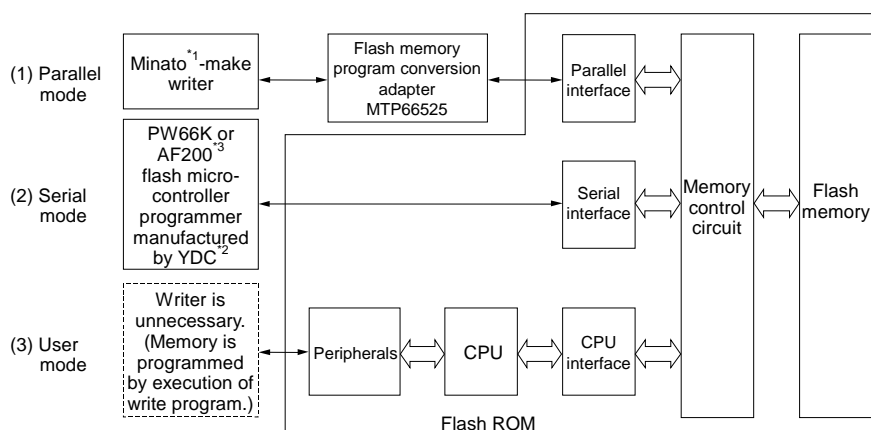 (1) Parallel
mode
Minato*1-make
writer
Flash memory
program conversion
adapter
MTP66525
Parallel
interface
(2) Serial
mode
PW66K or
AF200*3
flash micro-
controller
programmer
manufactured
by YDC*2
Serial
interface
Memory
control
circuit
Flash
memory
(3) User
mode
Writer is
unnecessary.
(Memory is
programmed
by execution of
write program.)
Peripherals
CPU
CPU
interface
Flash ROM